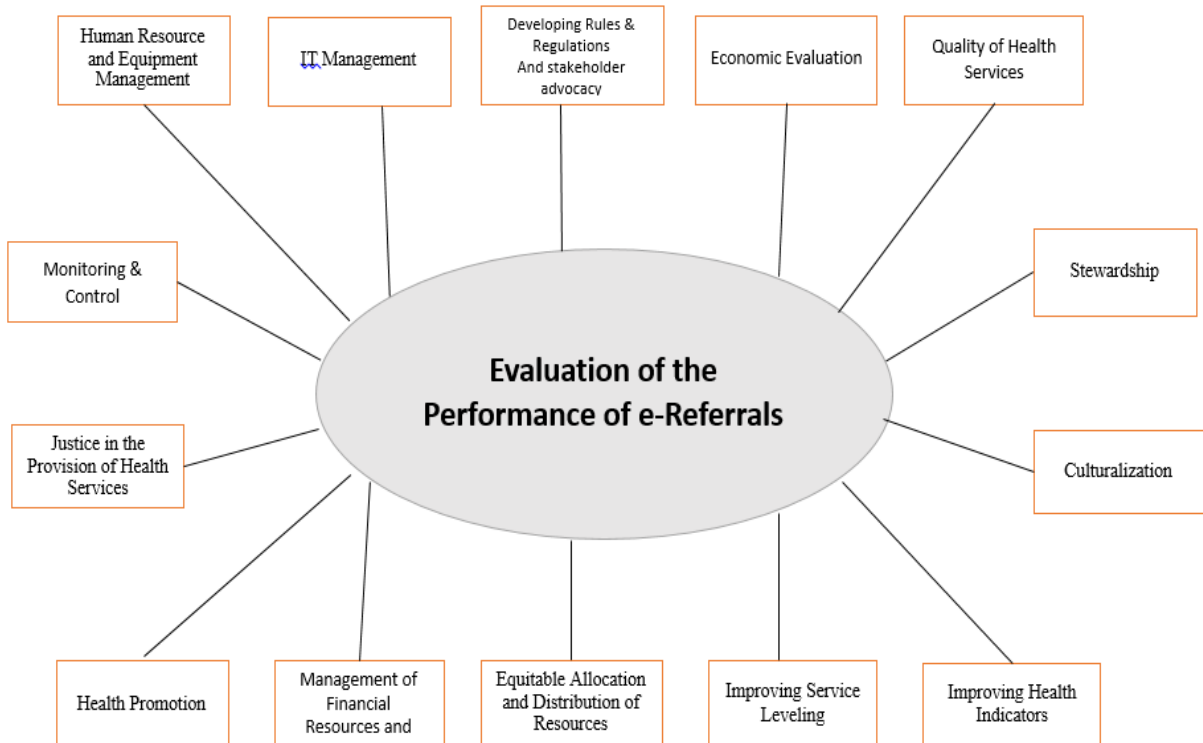 Human Resource
and Equipment
Management
IT Management
Developing Rules &
Regulations
And stakeholder
advocacy
Economic Evaluation
Quality of Health
Services
Monitoring &
Control
Stewardship
Evaluation of the
Performance of e-Referrals
Justice in the
Provision of Health
Services
Culturalization
Health Promotion
Management of
Financial
Resources and
Equitable Allocation
and Distribution of
Resources
Improving Service
Leveling
Improving Health
Indicators